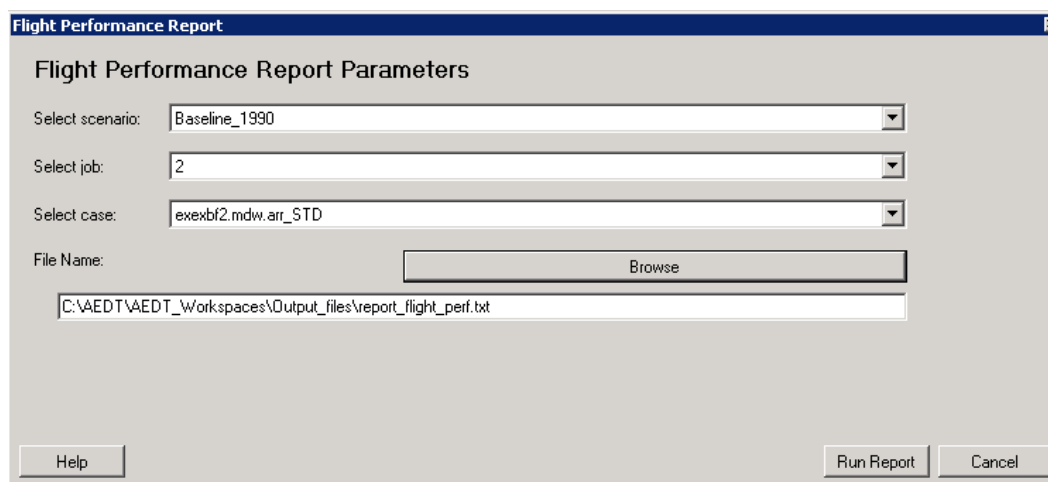 Flight Performance Report
Flight Performance Report Parameters
Select scenario: Baseline_1990
Select job: 2
Select case: exexbf2.mdw.arr_STD
File Name: Browse
C:\AEDT\AEDT_Workspaces\Output_files\report_flight_perf.txt
Help Run Report Cancel